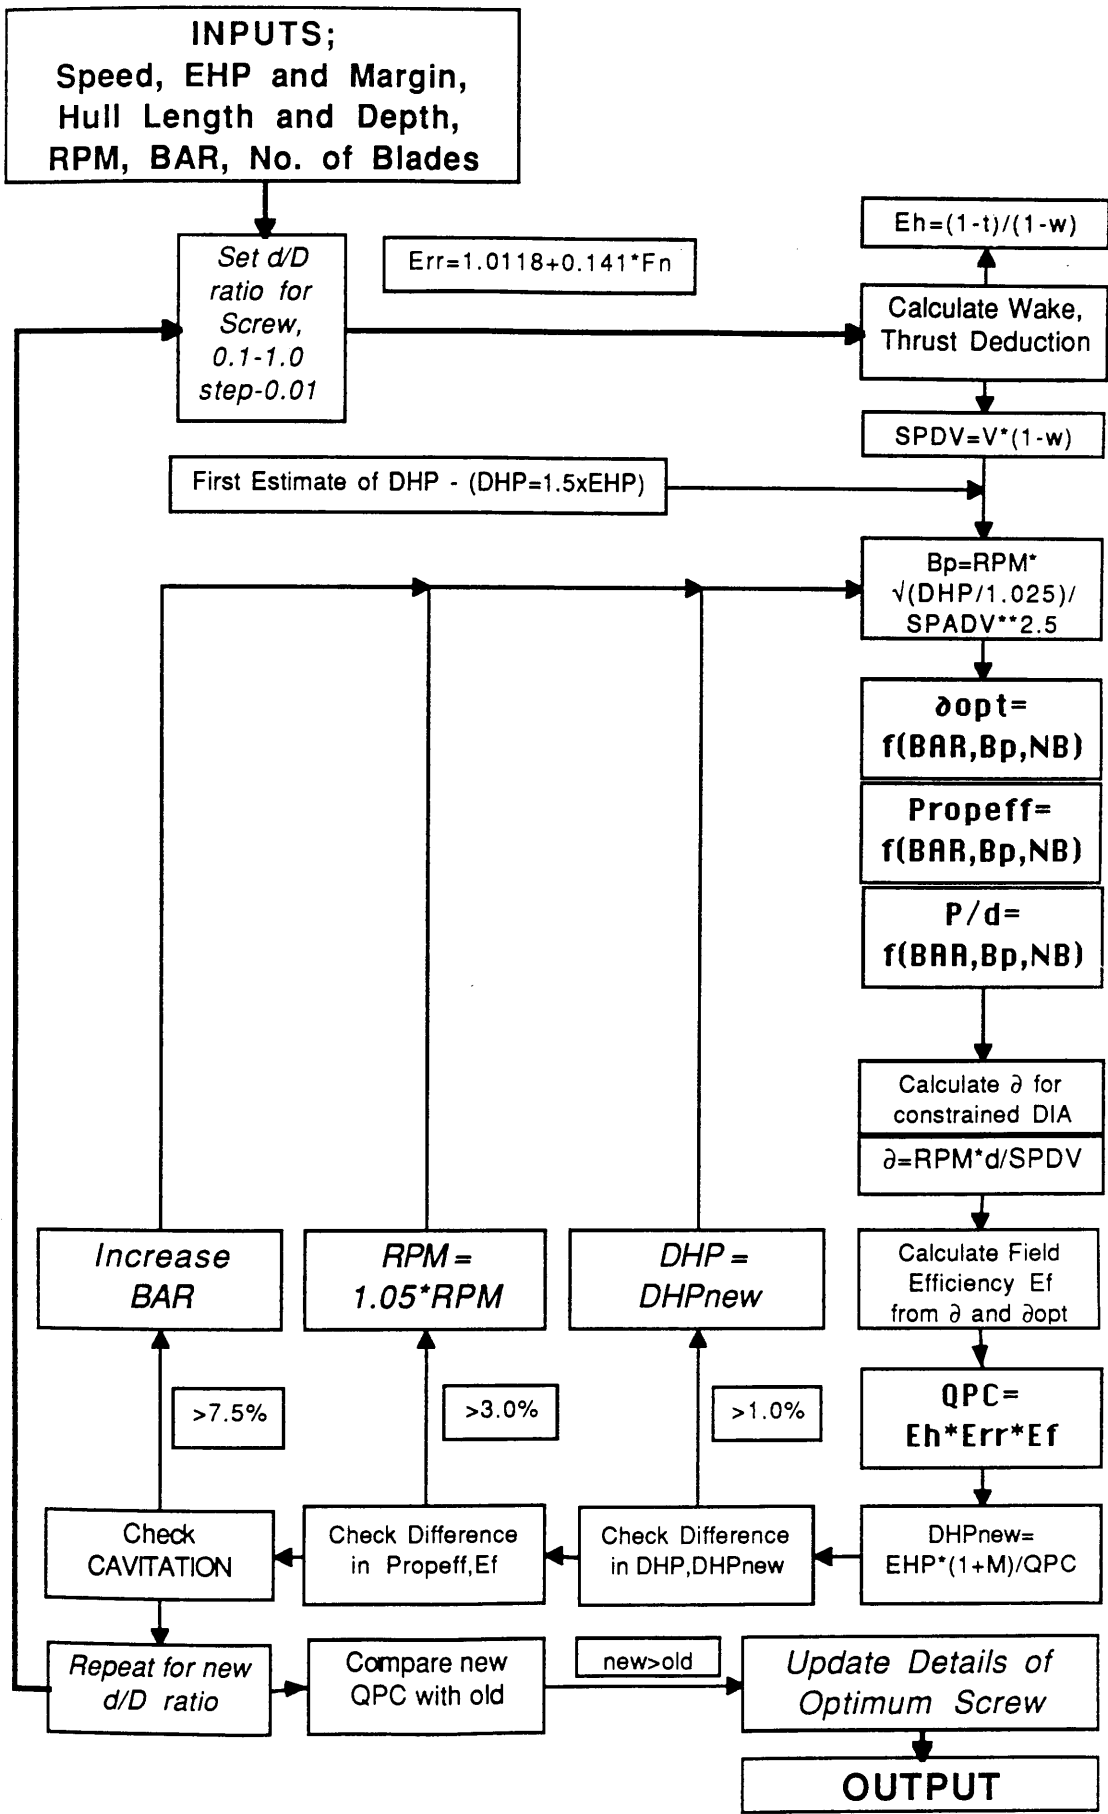 INPUTS;
Speed, EHP and Margin,
Hull Length and Depth,
RPM, BAR, No. of Blades
Set d/D
ratio for
Screw,
0.1-1.0
step-0.01
Err=1.0118+0.141*Fn
Eh=(1-t)/(1-w)
Calculate Wake,
Thrust Deduction
SPDV=V*(1-w)
First Estimate of DHP - (DHP=1.5xEHP)
Bp=RPM*
√(DHP/1.025)/
SPADV**2.5
∂opt=
f(BAR,Bp,NB)
Propeff=
f(BAR,Bp,NB)
P/d=
f(BAR,Bp,NB)
Calculate ∂ for
constrained DIA
∂=RPM*d/SPDV
Increase
BAR
RPM =
1.05*RPM
DHP =
DHPnew
Calculate Field
Efficiency Ef
from ∂ and ∂opt
>7.5%
>3.0%
>1.0%
QPC=
Eh*Err*Ef
Check
CAVITATION
Check Difference
in Propeff,Ef
Check Difference
in DHP,DHPnew
DHPnew=
EHP*(1+M)/QPC
Repeat for new
d/D ratio
Compare new
QPC with old
new>old
Update Details of
Optimum Screw
OUTPUT